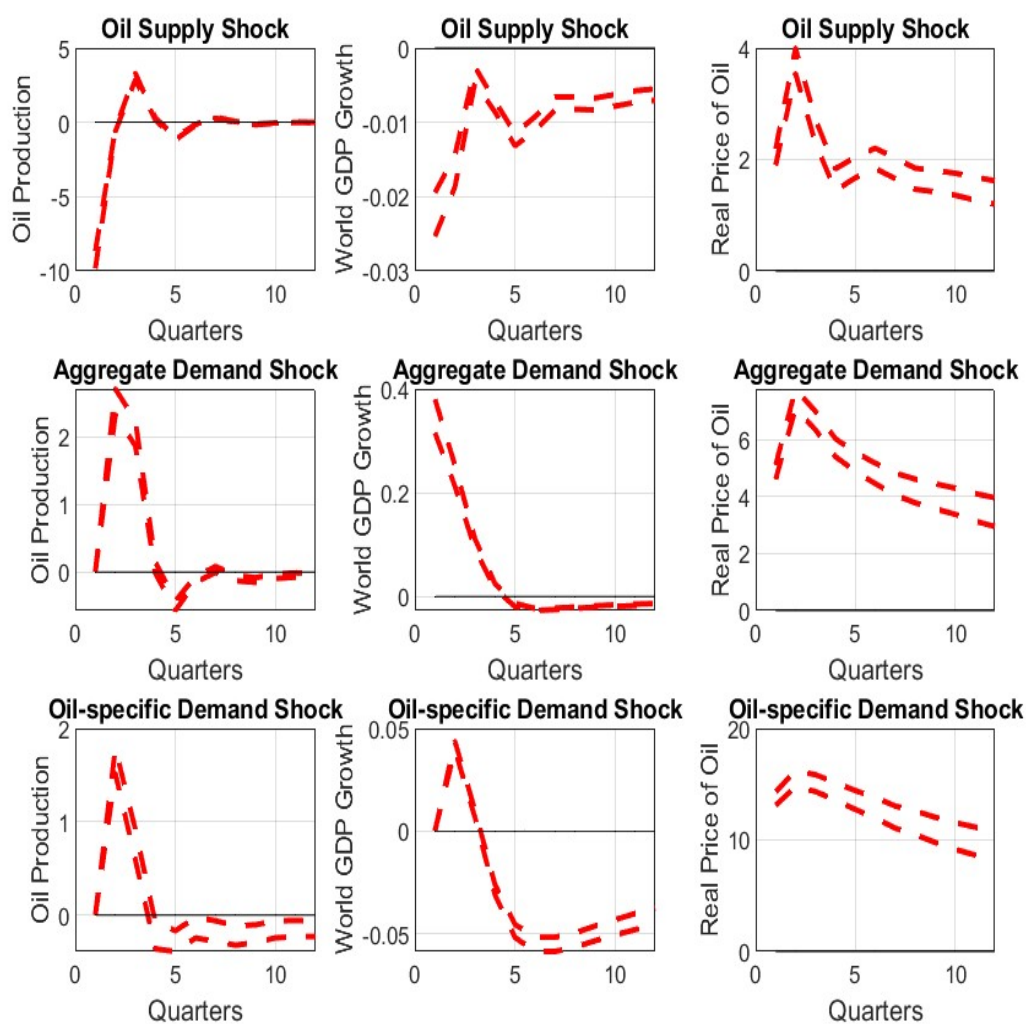 Oil Supply Shock
Oil Production
5
0
-5
-10
0
5
10
Quarters
Oil Supply Shock
World GDP Growth
0
-0.01
-0.02
-0.03
0
5
10
Quarters
Oil Supply Shock
Real Price of Oil
4
2
0
0
5
10
Quarters
Aggregate Demand Shock
Oil Production
2
1
0
0
5
10
Quarters
Aggregate Demand Shock
World GDP Growth
0.4
0.2
0
0
5
10
Quarters
Aggregate Demand Shock
Real Price of Oil
6
4
2
0
0
5
10
Quarters
Oil-specific Demand Shock
Oil Production
2
1
0
0
5
10
Quarters
Oil-specific Demand Shock
World GDP Growth
0.05
0
-0.05
0
5
10
Quarters
Oil-specific Demand Shock
Real Price of Oil
20
10
0
0
5
10
Quarters